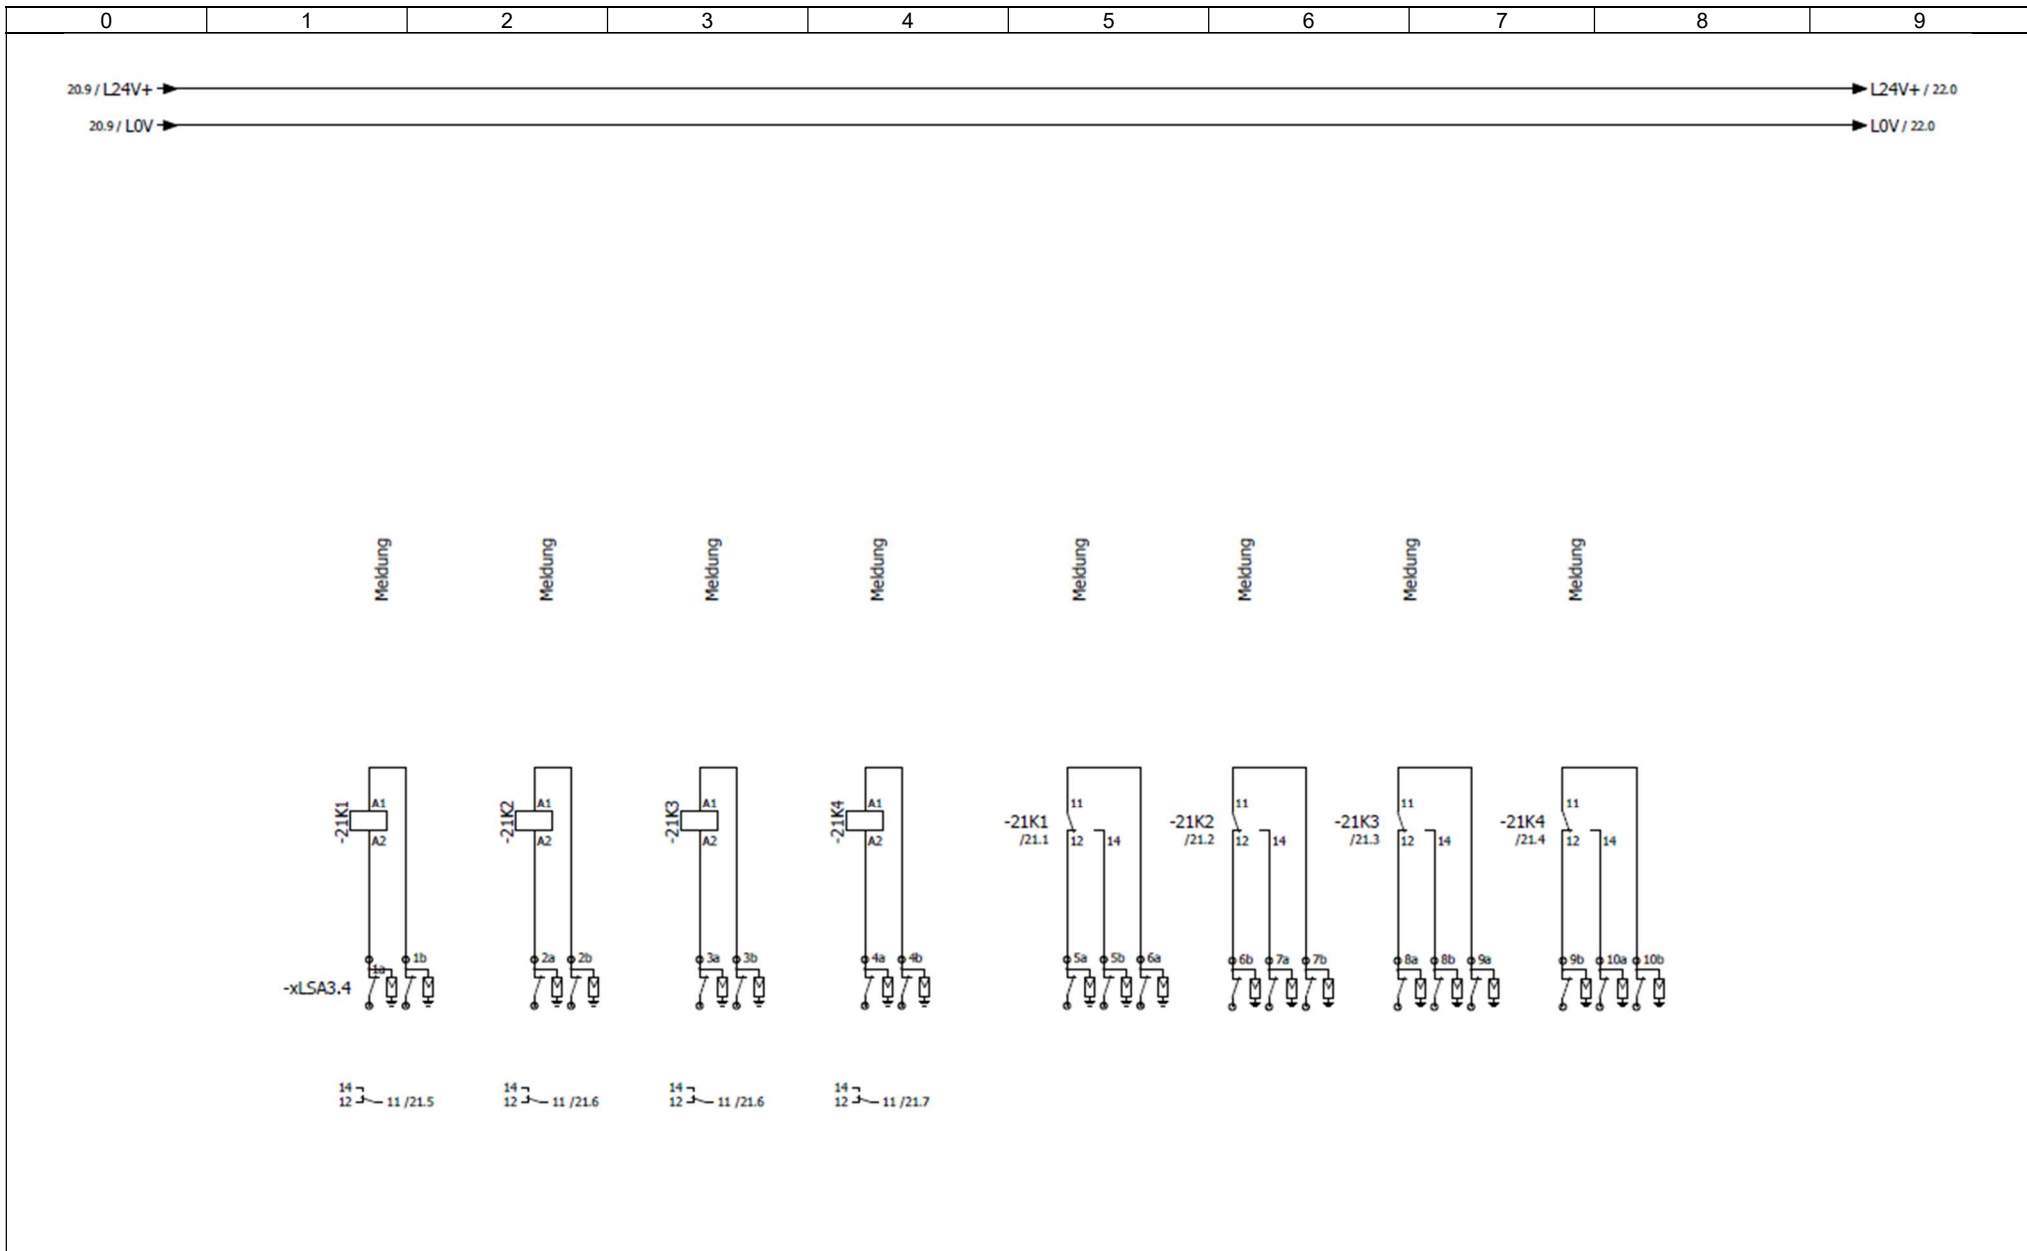 0 1 2 3 4 5 6 7 8 9
20.9 / L24V+ L24V+ / 22.0
20.9 / L0V L0V / 22.0
Meldung Meldung Meldung Meldung Meldung Meldung Meldung Meldung
-21K1 A1 -21K2 A1 -21K3 A1 -21K4 A1 11 11 11 11
-21K1 -21K2 -21K3 -21K4
A2 A2 A2 A2 /21.1 12 14 /21.2 12 14 /21.3 12 14 /21.4 12 14
1a 1b 2a 2b 3a 3b 4a 4b 5a 5b 6a 6b 7a 7b 8a 8b 9a 9b 10a 10b
-xLSA3.4
14 14 14 14
12 11 /21.5 12 11 /21.6 12 11 /21.6 12 11 /21.7